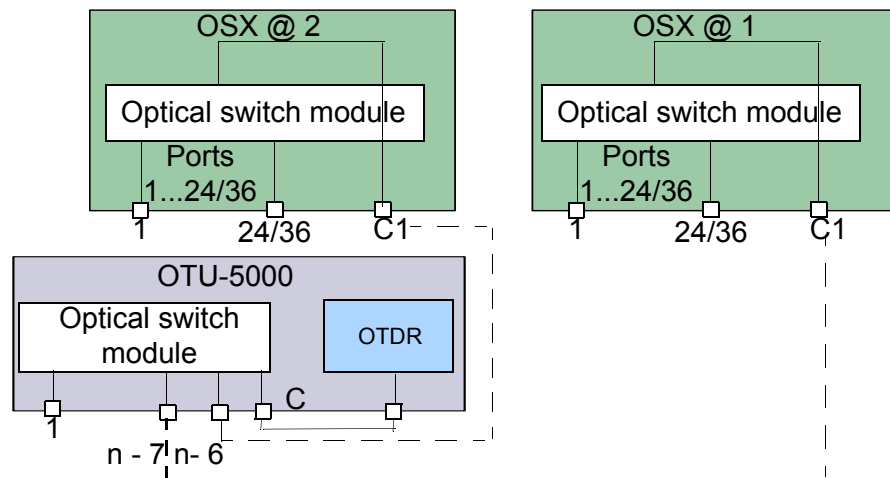 OSX @ 2
Optical switch module
Ports
1...24/36
1
24/36
C1
OSX @ 1
Optical switch module
Ports
1...24/36
1
24/36
C1
OTU-5000
Optical switch
module
OTDR
C
1
n - 7
n- 6